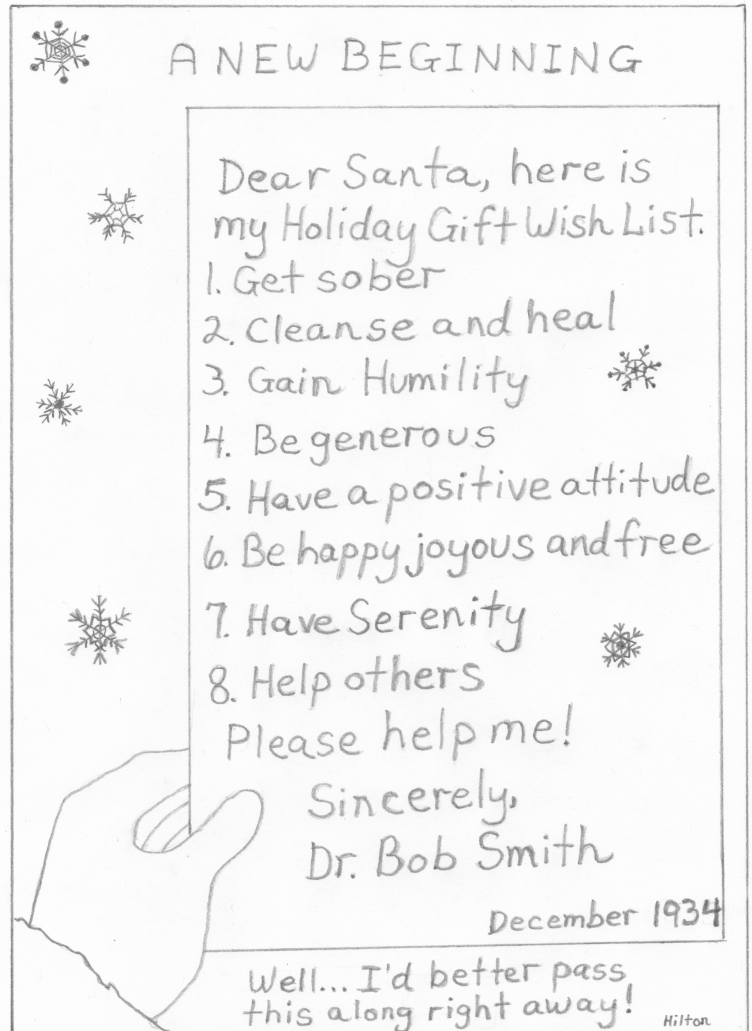 A NEW BEGINNING
Dear Santa, here is
my Holiday Gift Wish List.
1. Get sober
2. Cleanse and heal
3. Gain Humility
4. Be generous
5. Have a positive attitude
6. Be happy joyous and free
7. Have Serenity
8. Help others
Please help me!
Sincerely,
Dr. Bob Smith
December 1934
Well... I'd better pass
this along right away!
Hilton